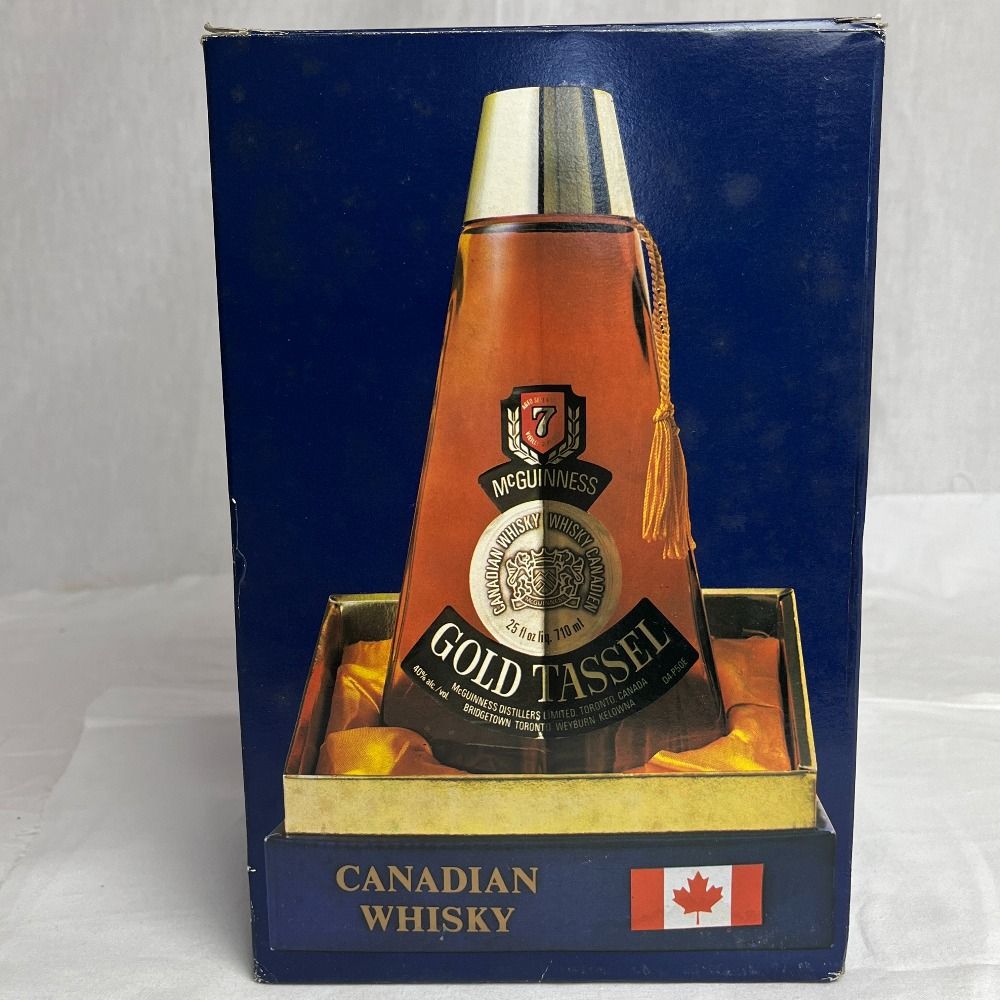 7
McGUINNESS
CANADIAN WHISKY WHISKY CANADIEN
McGUINNESS
25 fl oz liq. 710 ml
GOLD TASSEL
40% alc./vol.
McGUINNESS DISTILLERS LIMITED, TORONTO, CANADA
BRIDGETOWN TORONTO WEYBURN KELOWNA
CANADIAN
WHISKY